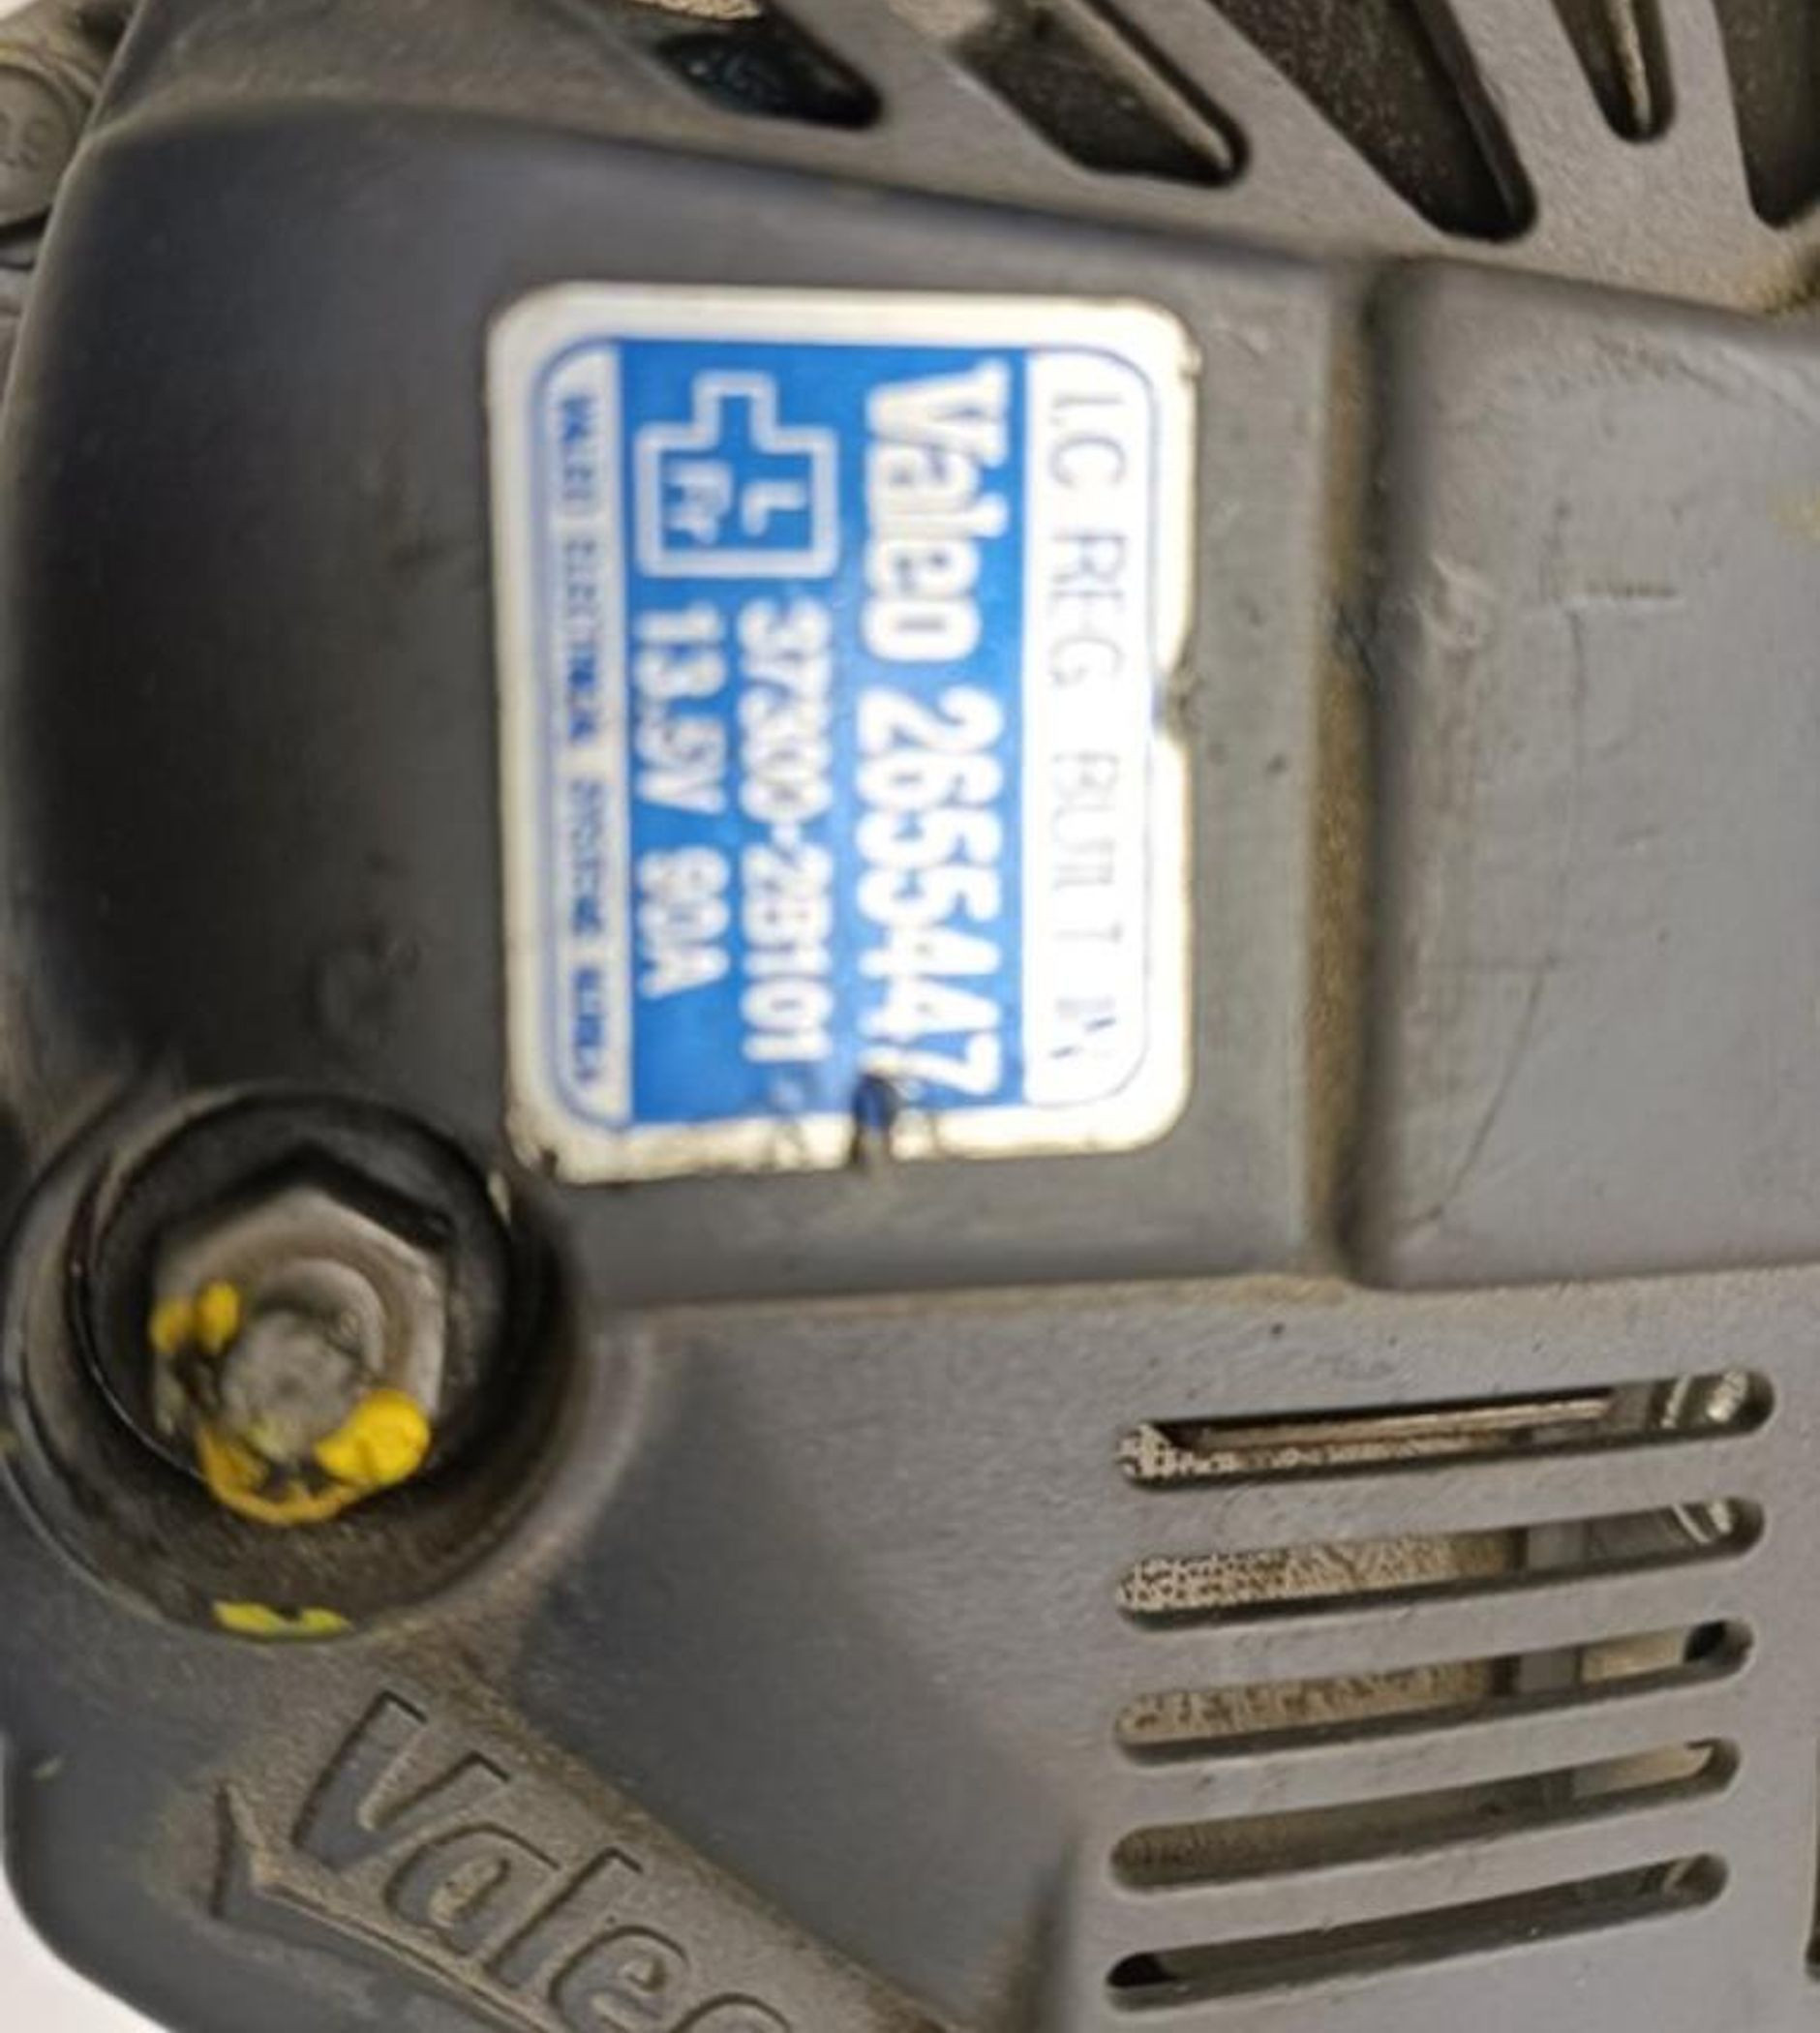 I.C REG BUILT IN
Valeo 2655447
L
Fr
37300-2B101
13.5V 90A
VALEO ELECTRICAL SYSTEMS KOREA
Valeo